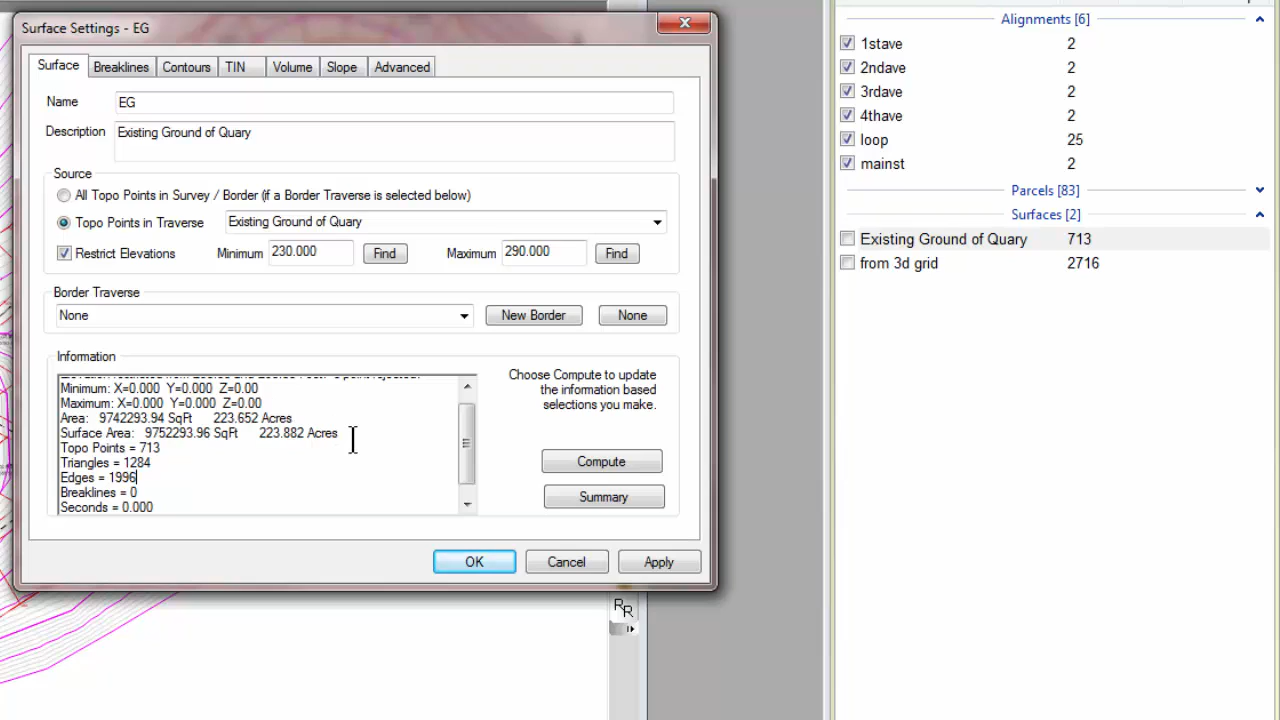 Surface Settings - EG
Surface Breaklines Contours TIN Volume Slope Advanced
Name EG
Description Existing Ground of Quary
Source
All Topo Points in Survey / Border (if a Border Traverse is selected below)
Topo Points in Traverse Existing Ground of Quary
Restrict Elevations Minimum 230.000 Find Maximum 290.000 Find
Border Traverse
None New Border None
Information
Minimum: X=0.000 Y=0.000 Z=0.00
Maximum: X=0.000 Y=0.000 Z=0.00
Area: 9742293.94 SqFt 223.652 Acres
Surface Area: 9752293.96 SqFt 223.882 Acres
Topo Points = 713
Triangles = 1284
Edges = 1996
Breaklines = 0
Seconds = 0.000
Choose Compute to update
the information based
selections you make.
Compute
Summary
OK Cancel Apply
RR
Alignments [6]
1stave 2
2ndave 2
3rdave 2
4thave 2
loop 25
mainst 2
Parcels [83]
Surfaces [2]
Existing Ground of Quary 713
from 3d grid 2716